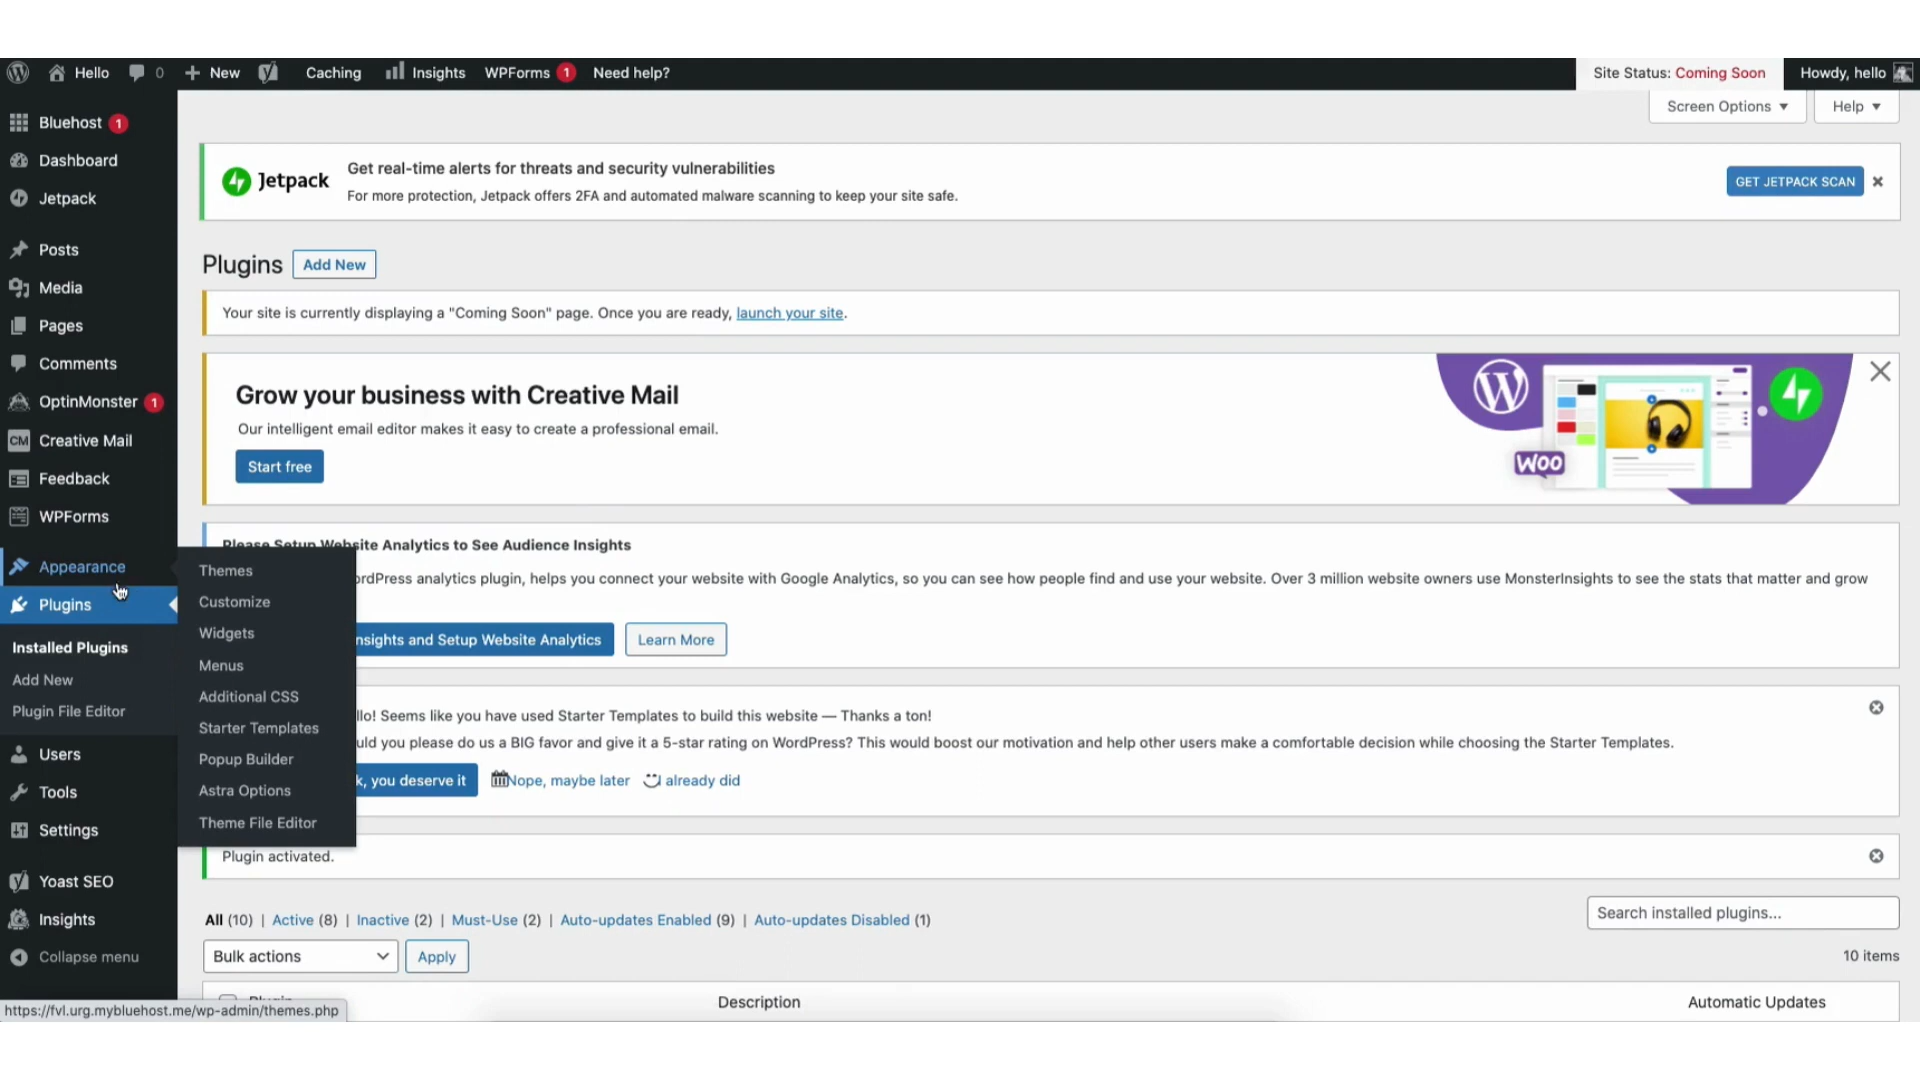 Hello 0 New Caching Insights WPForms 1 Need help? Site Status: Coming Soon Howdy, hello
Screen Options Help
Bluehost 1
Dashboard
Jetpack
Posts
Media
Pages
Comments
OptinMonster 1
CM Creative Mail
Feedback
WPForms
Appearance
Plugins
Installed Plugins
Add New
Plugin File Editor
Users
Tools
Settings
Yoast SEO
Insights
Collapse menu
Themes
Customize
Widgets
Menus
Additional CSS
Starter Templates
Popup Builder
Astra Options
Theme File Editor
Jetpack
Get real-time alerts for threats and security vulnerabilities
For more protection, Jetpack offers 2FA and automated malware scanning to keep your site safe.
GET JETPACK SCAN
Plugins Add New
Your site is currently displaying a "Coming Soon" page. Once you are ready, launch your site.
Grow your business with Creative Mail
Our intelligent email editor makes it easy to create a professional email.
Start free
WOO
Please Setup Website Analytics to See Audience Insights
WordPress analytics plugin, helps you connect your website with Google Analytics, so you can see how people find and use your website. Over 3 million website owners use MonsterInsights to see the stats that matter and grow
Insights and Setup Website Analytics Learn More
llo! Seems like you have used Starter Templates to build this website — Thanks a ton!
uld you please do us a BIG favor and give it a 5-star rating on WordPress? This would boost our motivation and help other users make a comfortable decision while choosing the Starter Templates.
k, you deserve it Nope, maybe later I already did
Plugin activated.
All (10) | Active (8) | Inactive (2) | Must-Use (2) | Auto-updates Enabled (9) | Auto-updates Disabled (1)
Search installed plugins...
Bulk actions Apply
10 items
Plugin Description Automatic Updates
https://fvl.urg.mybluehost.me/wp-admin/themes.php